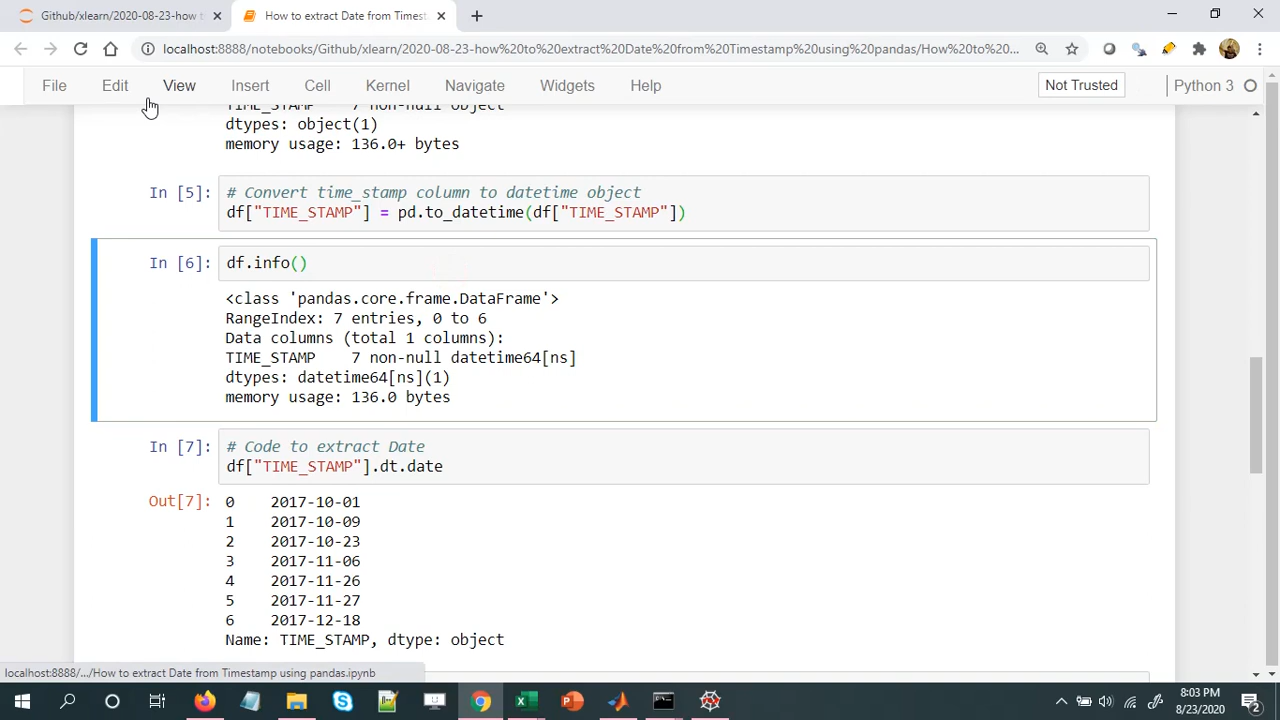 Github/xlearn/2020-08-23-how t
How to extract Date from Timesta
localhost:8888/notebooks/Github/xlearn/2020-08-23-how%20to%20extract%20Date%20from%20Timestamp%20using%20pandas/How%20to%20...
File Edit View Insert Cell Kernel Navigate Widgets Help Not Trusted Python 3
TIME_STAMP 7 non-null object
dtypes: object(1)
memory usage: 136.0+ bytes
In [5]: # Convert time_stamp column to datetime object
df["TIME_STAMP"] = pd.to_datetime(df["TIME_STAMP"])
In [6]: df.info()
<class 'pandas.core.frame.DataFrame'>
RangeIndex: 7 entries, 0 to 6
Data columns (total 1 columns):
TIME_STAMP 7 non-null datetime64[ns]
dtypes: datetime64[ns](1)
memory usage: 136.0 bytes
In [7]: # Code to extract Date
df["TIME_STAMP"].dt.date
Out[7]: 0 2017-10-01
1 2017-10-09
2 2017-10-23
3 2017-11-06
4 2017-11-26
5 2017-11-27
6 2017-12-18
Name: TIME_STAMP, dtype: object
localhost:8888/.../How to extract Date from Timestamp using pandas.ipynb
8:03 PM
8/23/2020
2